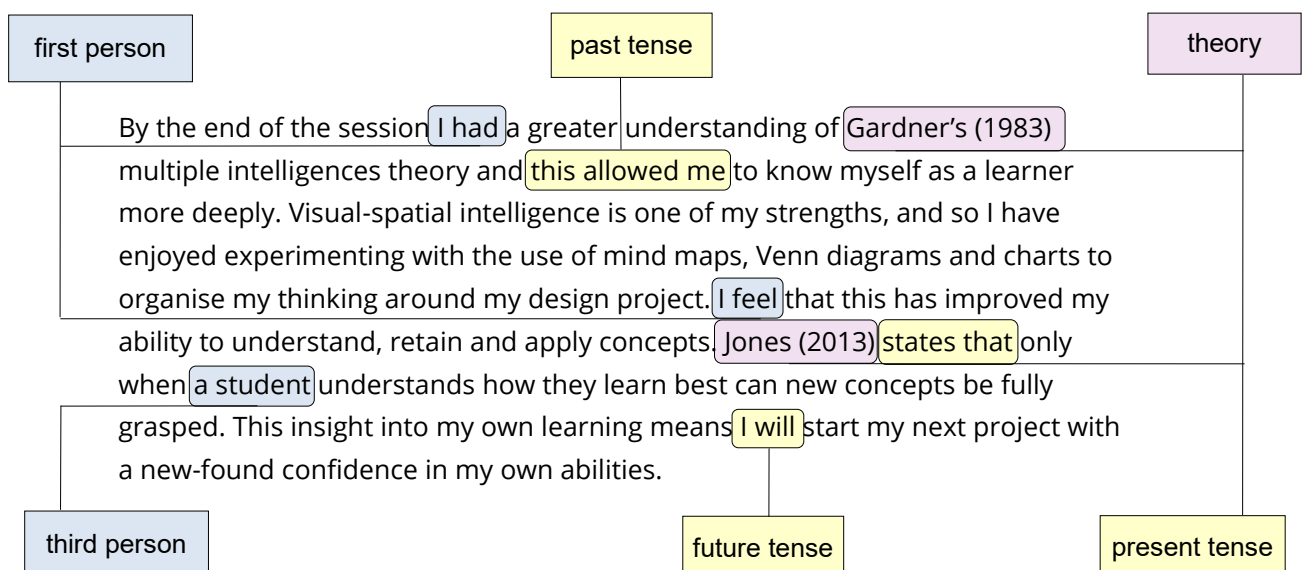 first person
past tense
theory
By the end of the session I had a greater understanding of Gardner’s (1983)
multiple intelligences theory and this allowed me to know myself as a learner
more deeply. Visual-spatial intelligence is one of my strengths, and so I have
enjoyed experimenting with the use of mind maps, Venn diagrams and charts to
organise my thinking around my design project. I feel that this has improved my
ability to understand, retain and apply concepts. Jones (2013) states that only
when a student understands how they learn best can new concepts be fully
grasped. This insight into my own learning means I will start my next project with
a new-found confidence in my own abilities.
third person
future tense
present tense